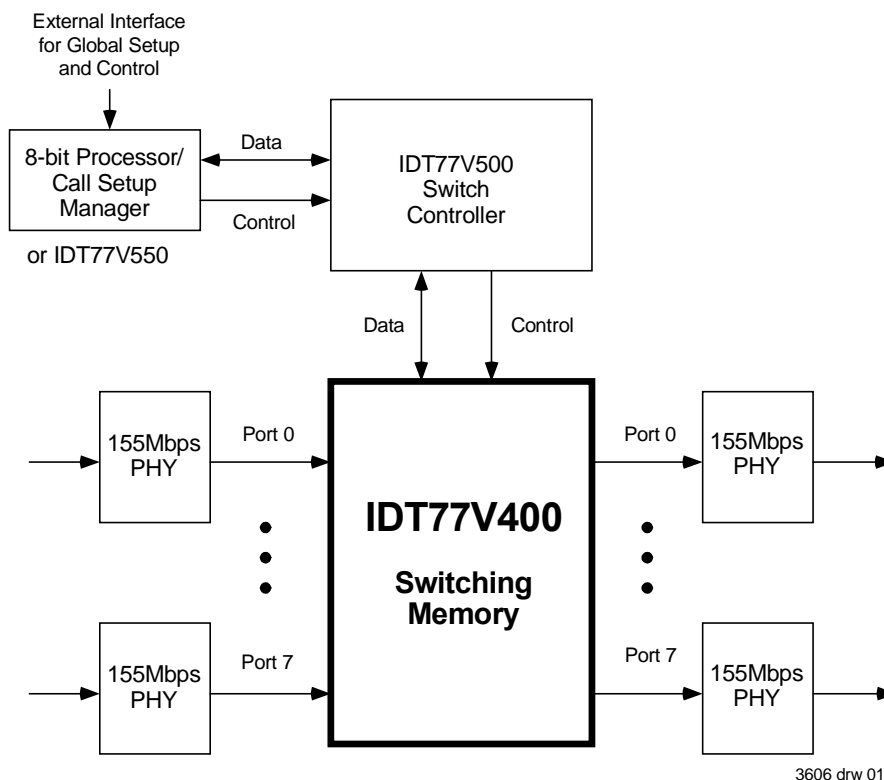 External Interface
for Global Setup
and Control
8-bit Processor/
Call Setup
Manager
or IDT77V550
Data
Control
IDT77V500
Switch
Controller
Data
Control
155Mbps
PHY
Port 0
Port 0
155Mbps
PHY
IDT77V400
Switching
Memory
155Mbps
PHY
Port 7
Port 7
155Mbps
PHY
3606 drw 01